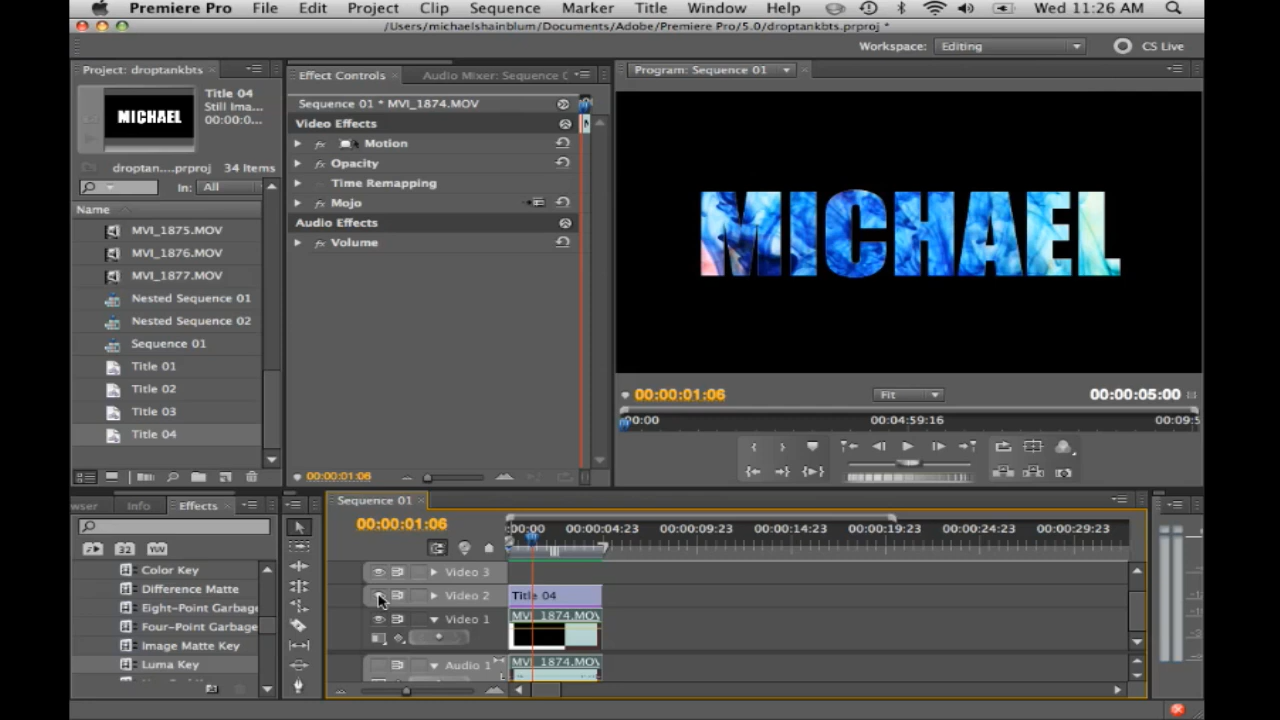 Premiere Pro File Edit Project Clip Sequence Marker Title Window Help Wed 11:26 AM
/Users/michaelshainblum/Documents/Adobe/Premiere Pro/5.0/droptankbts.prproj *
Workspace: Editing CS Live
Project: droptankbts
Title 04
Still Ima...
00:00:0...
MICHAEL
droptan....prproj 34 Items
In: All
Name
MVI_1875.MOV
MVI_1876.MOV
MVI_1877.MOV
Nested Sequence 01
Nested Sequence 02
Sequence 01
Title 01
Title 02
Title 03
Title 04
Effect Controls Audio Mixer: Sequence
Sequence 01 * MVI_1874.MOV
Video Effects
fx Motion
fx Opacity
Time Remapping
fx Mojo
Audio Effects
fx Volume
00:00:01:06
Program: Sequence 01
MICHAEL
00:00:01:06 Fit 00:00:05:00
00:00 00:04:59:16 00:09:5
wser Info Effects
32 YUV
Color Key
Difference Matte
Eight-Point Garbage
Four-Point Garbage
Image Matte Key
Luma Key
Sequence 01
00:00:01:06
:00:00 00:00:04:23 00:00:09:23 00:00:14:23 00:00:19:23 00:00:24:23 00:00:29:23
Video 3
Video 2 Title 04
Video 1 MVI_1874.MOV
Audio 1 MVI_1874.MOV